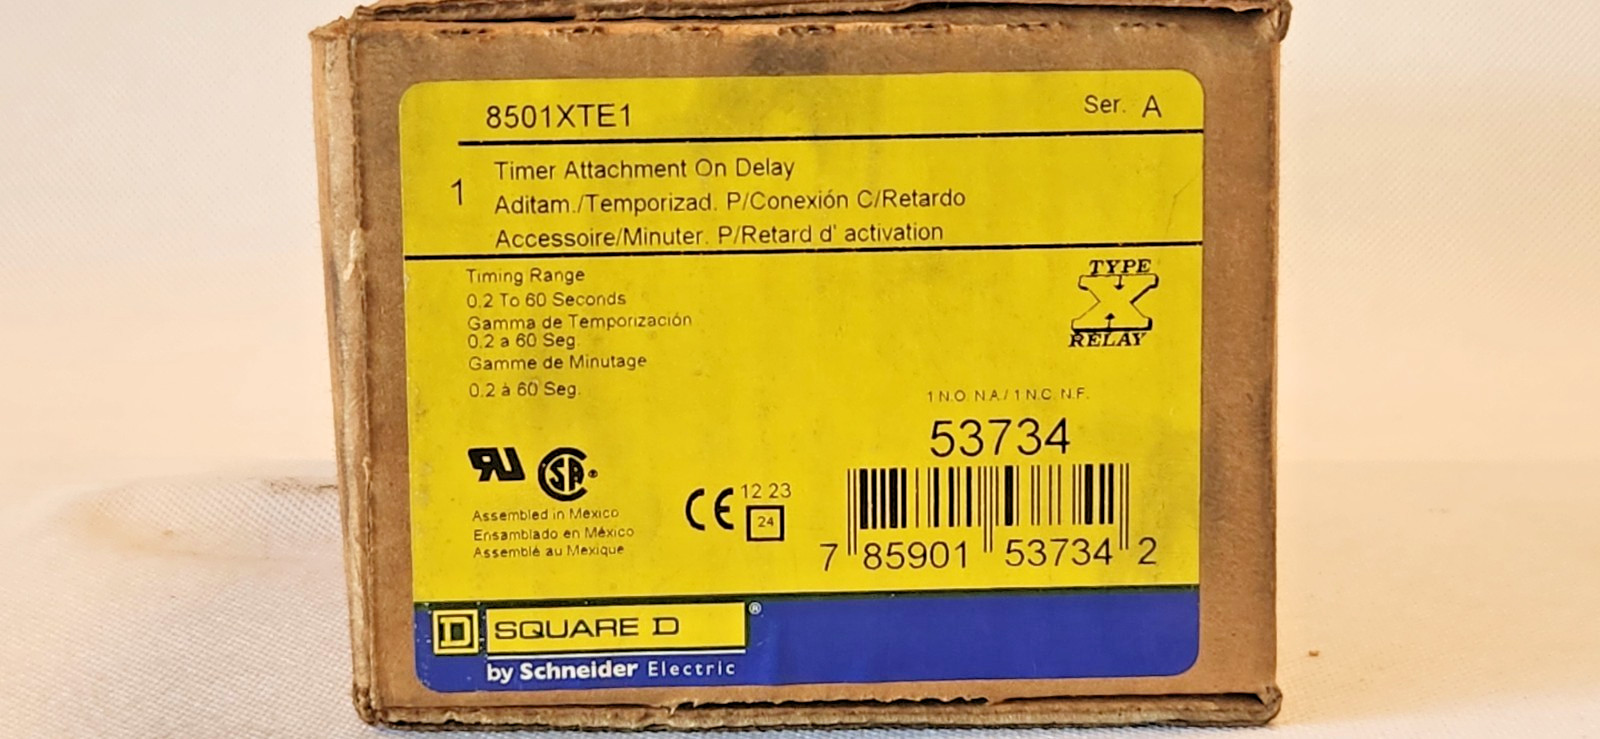 8501XTE1
Ser. A
1
Timer Attachment On Delay
Aditam./Temporizad. P/Conexión C/Retardo
Accessoire/Minuter. P/Retard d' activation
Timing Range
0.2 To 60 Seconds
Gamma de Temporización
0.2 a 60 Seg.
Gamme de Minutage
0.2 à 60 Seg.
TYPE
X
RELAY
1 N.O. N.A./ 1 N.C. N.F.
53734
RU
CSA ®
Assembled in Mexico
Ensamblado en México
Assemblé au Mexique
CE
12 23
24
7 85901 53734 2
D SQUARE D ®
by Schneider Electric